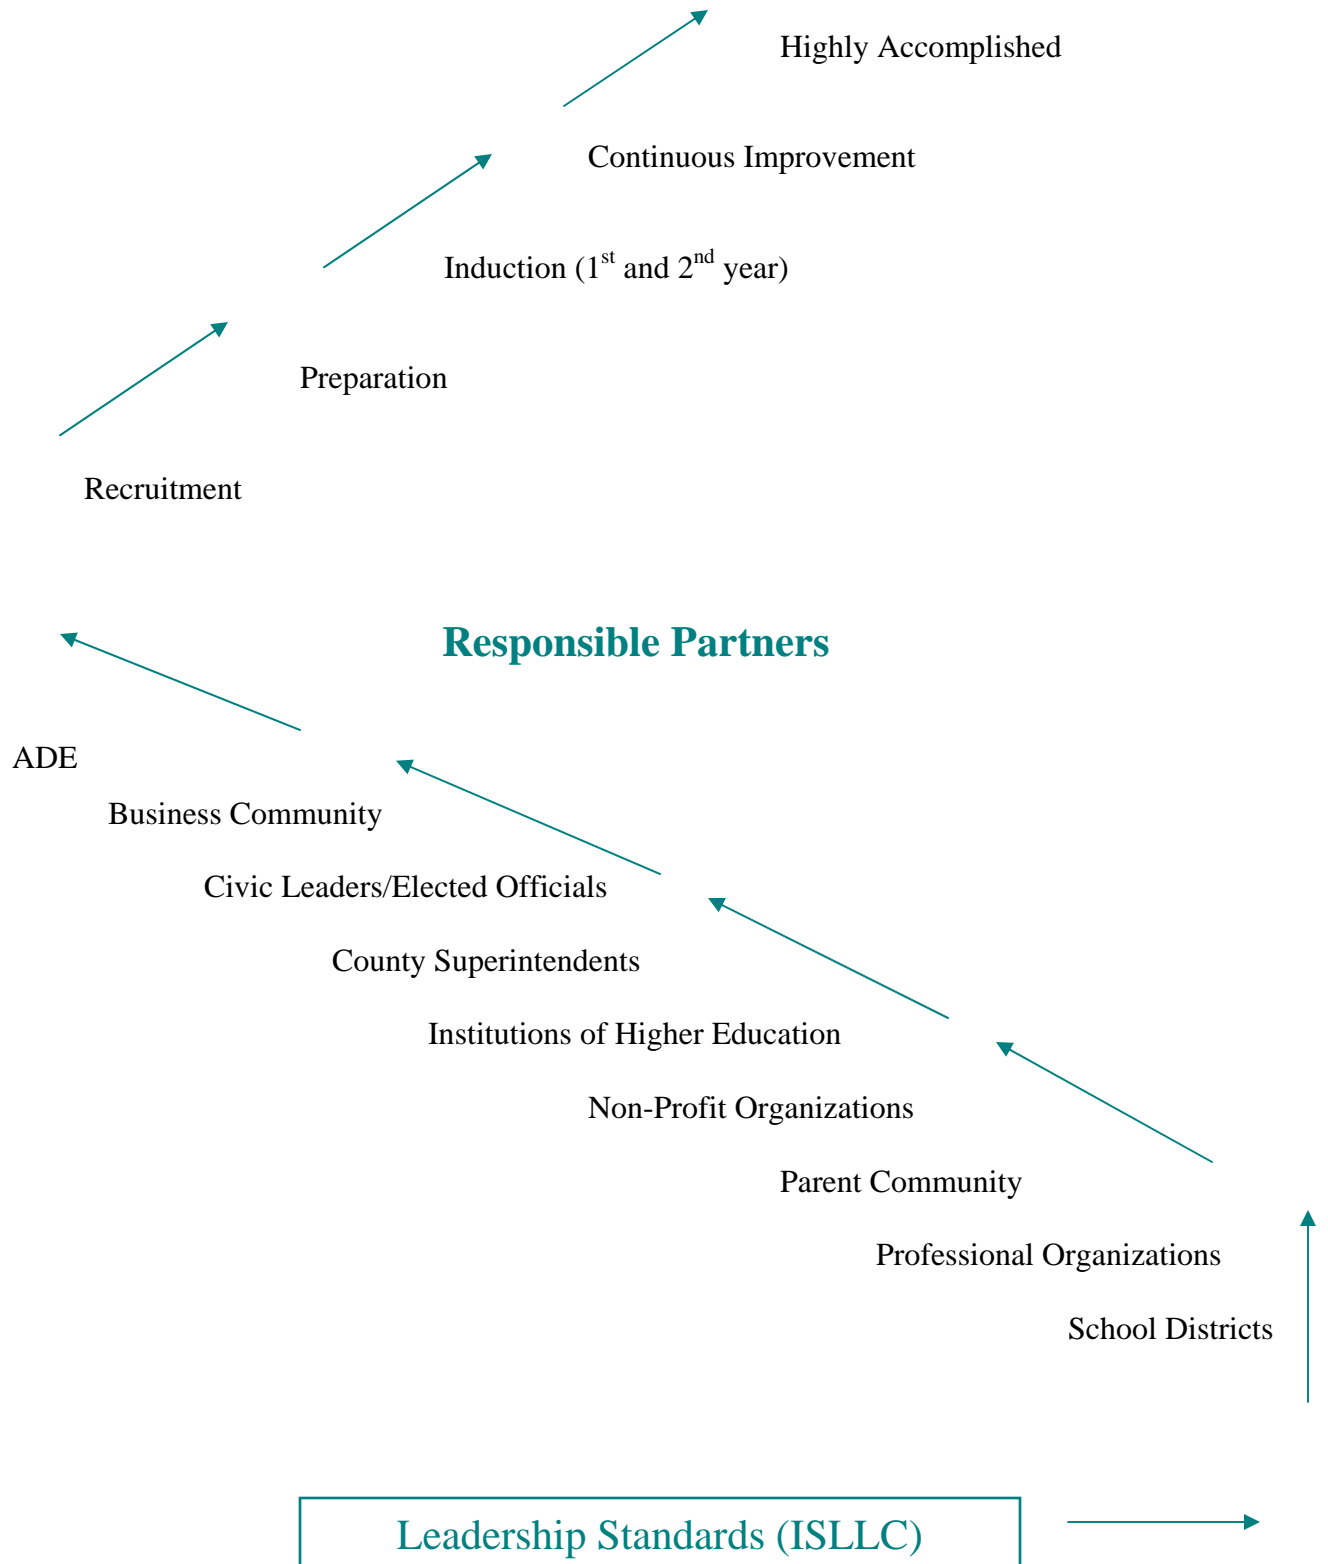 Highly Accomplished
Continuous Improvement
Induction (1st and 2nd year)
Preparation
Recruitment
Responsible Partners
ADE
Business Community
Civic Leaders/Elected Officials
County Superintendents
Institutions of Higher Education
Non-Profit Organizations
Parent Community
Professional Organizations
School Districts
Leadership Standards (ISLLC)